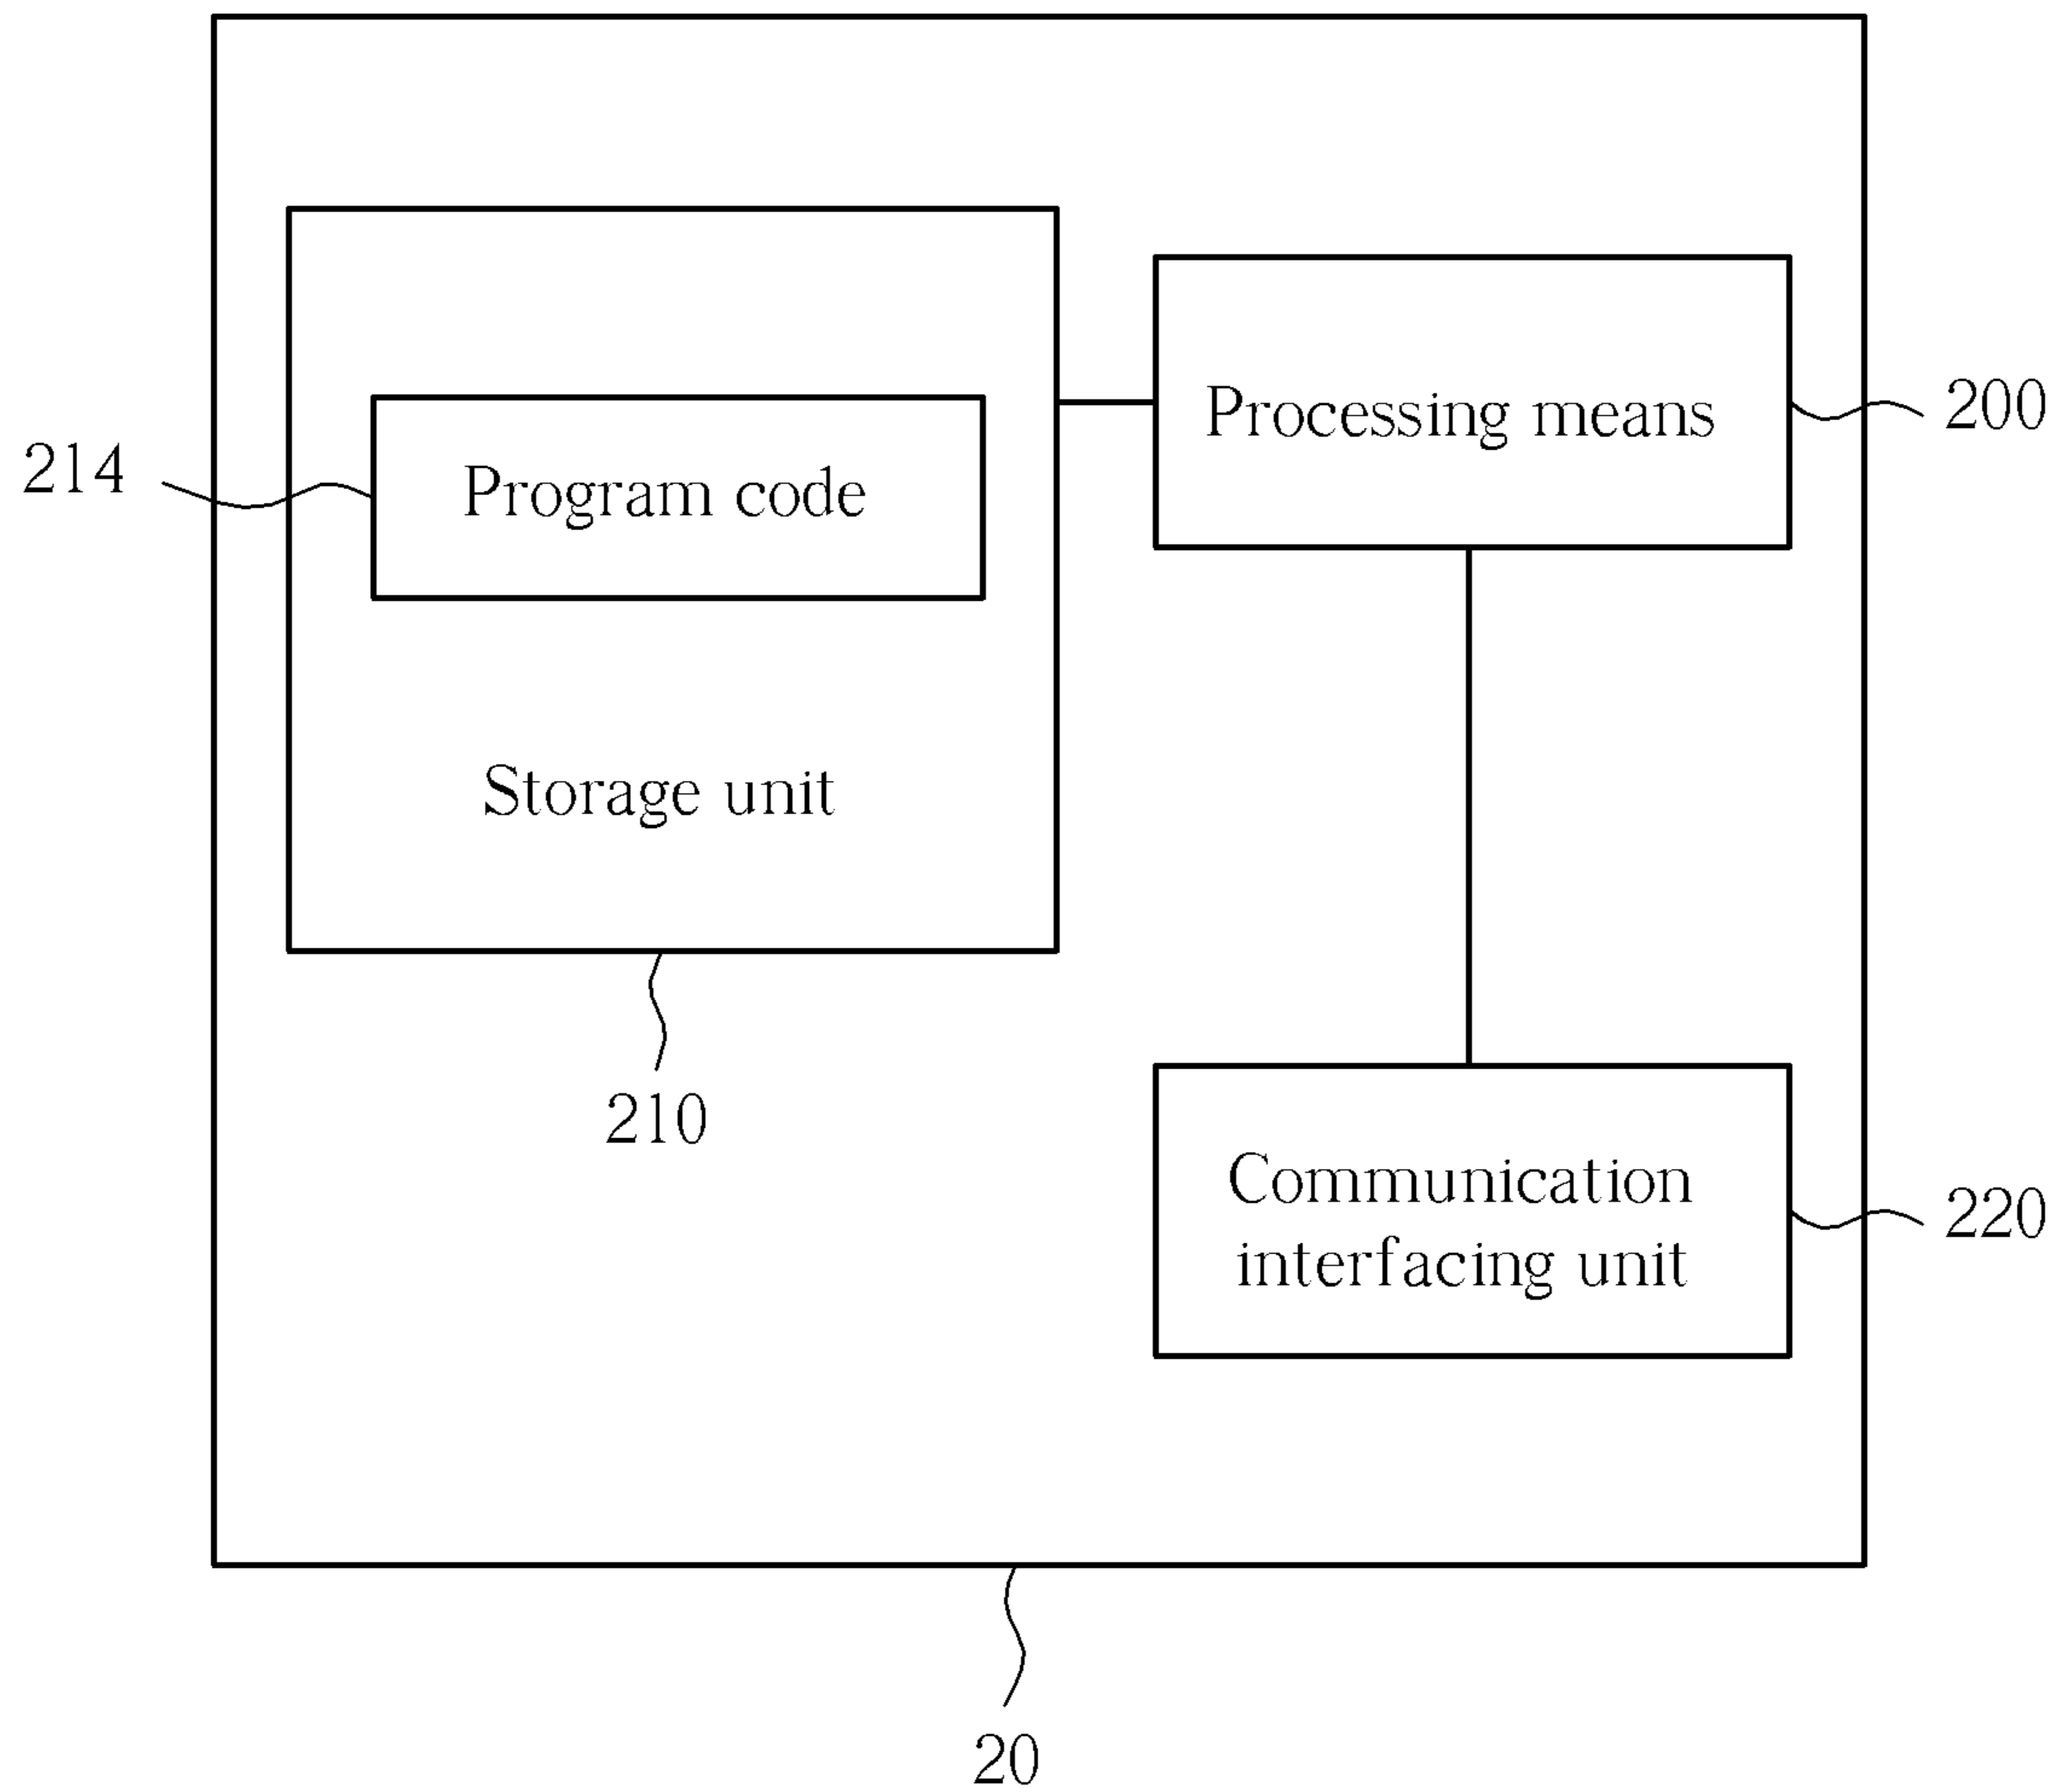 Processing means
200
214
Program code
Storage unit
210
Communication
interfacing unit
220
20